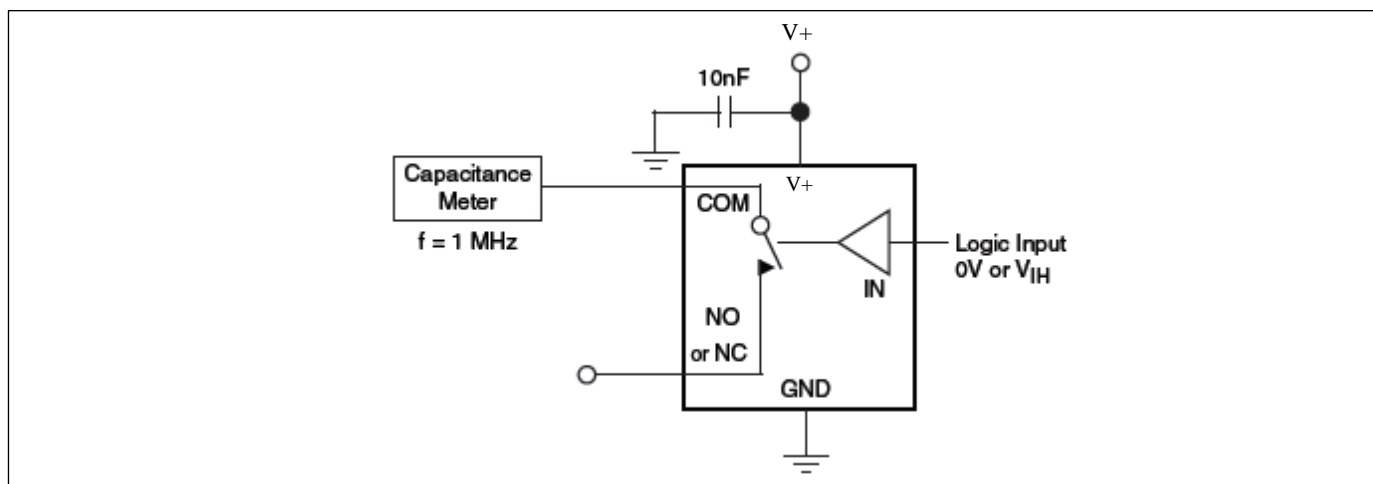 V+
10nF
V+
Capacitance
Meter
COM
f = 1 MHz
Logic Input
0V or VIH
IN
NO
or NC
GND